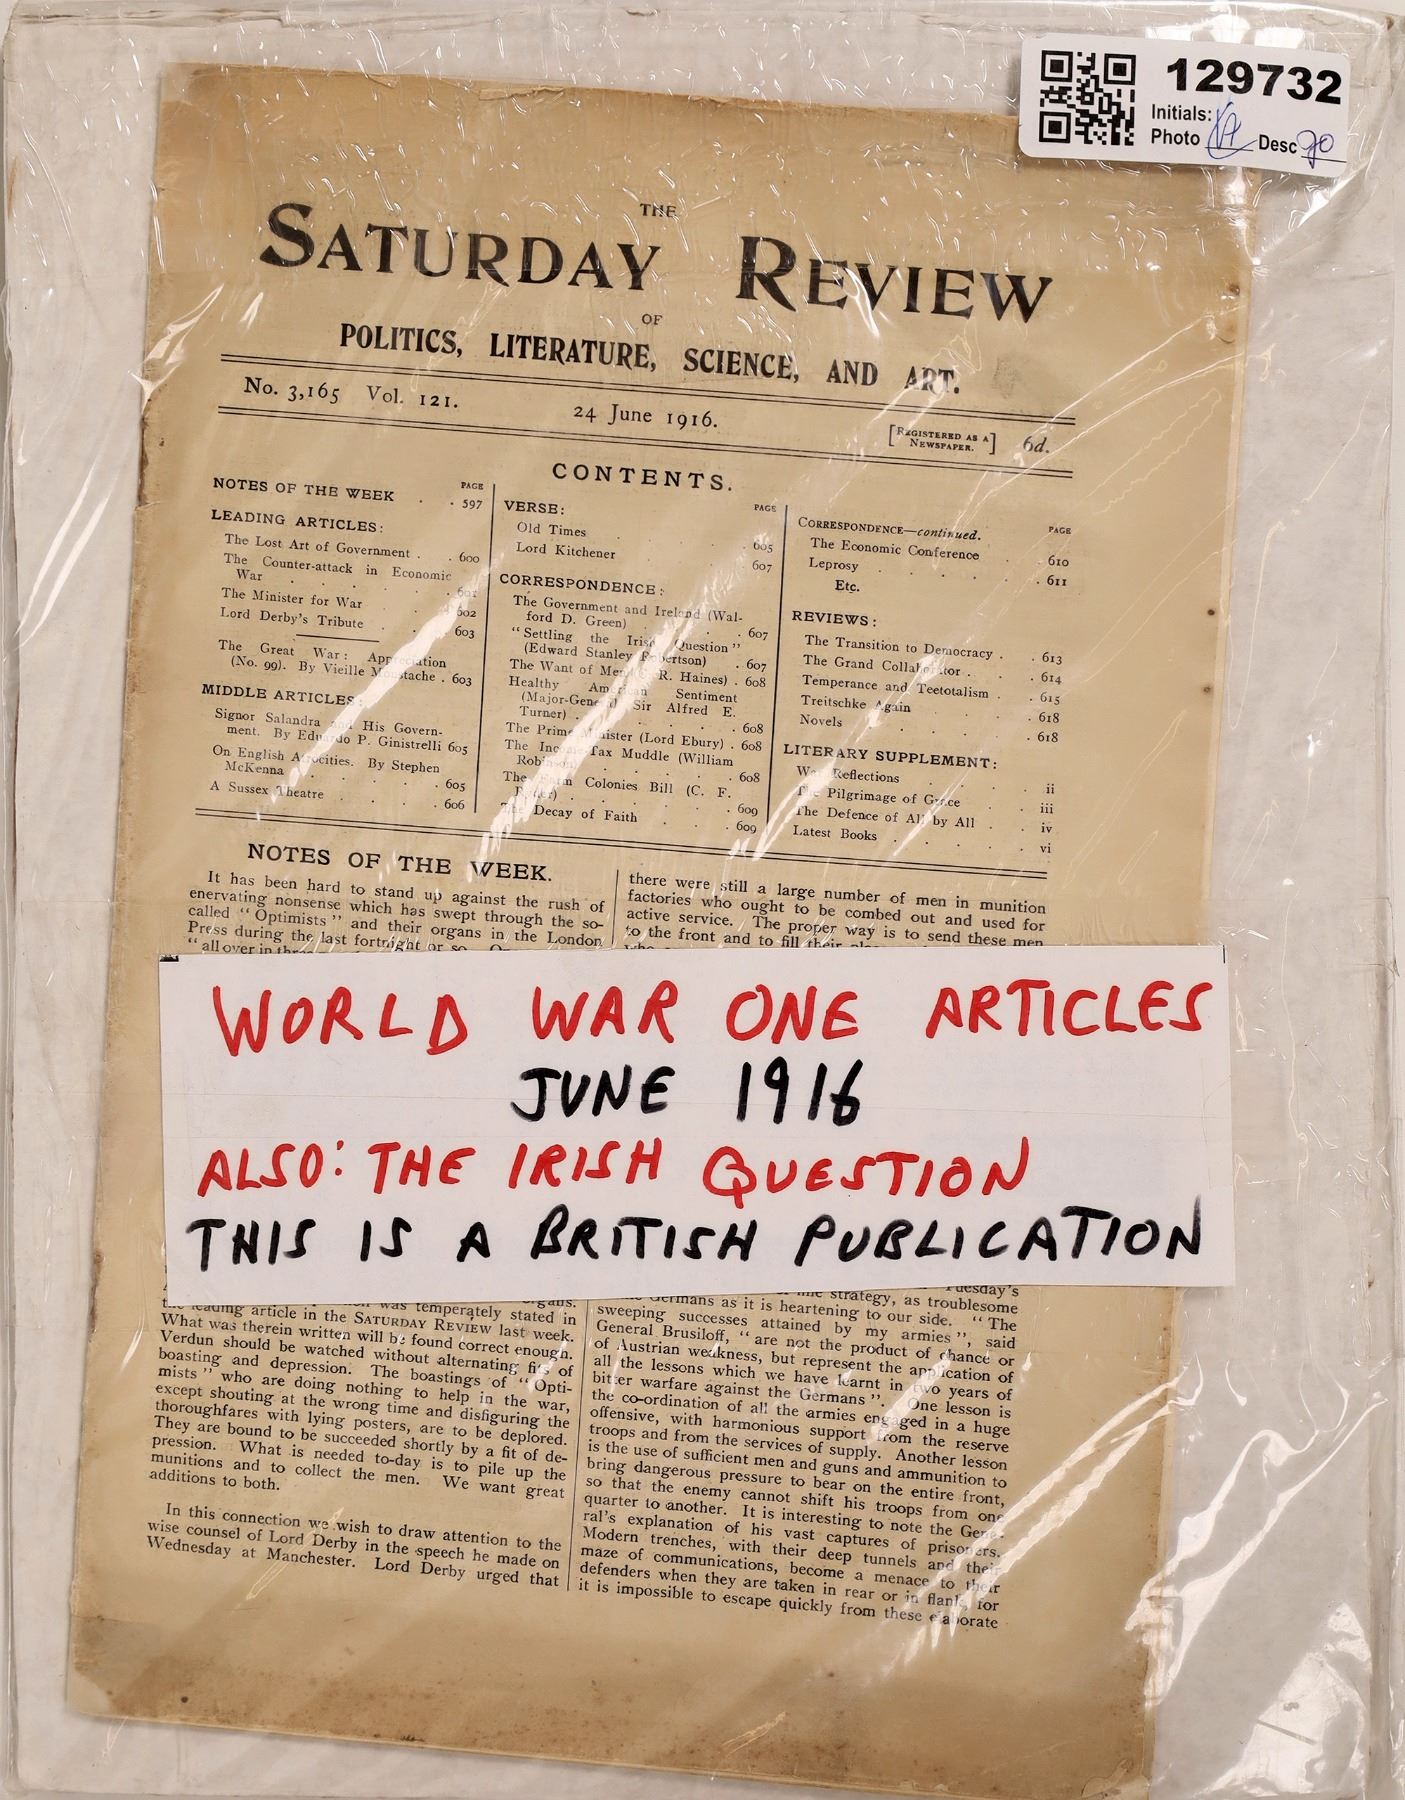 129732
Initials:
Photo Desc
THE
SATURDAY REVIEW
OF
POLITICS, LITERATURE, SCIENCE, AND ART.
No. 3,165 Vol. 121.
24 June 1916.
[REGISTERED AS A NEWSPAPER.] 6d.
CONTENTS.
PAGE
NOTES OF THE WEEK . . 597
LEADING ARTICLES:
The Lost Art of Government . . 600
The Counter-attack in Economic
War . . . . 601
The Minister for War . . 602
Lord Derby's Tribute . . 603
The Great War: Appreciation
(No. 99). By Vieille Moustache . 603
MIDDLE ARTICLES:
Signor Salandra and His Govern-
ment. By Eduardo P. Ginistrelli 605
On English Atrocities. By Stephen
McKenna . . . . 605
A Sussex Theatre . . . 606
PAGE
VERSE:
Old Times . . . 605
Lord Kitchener . . . 607
CORRESPONDENCE:
The Government and Ireland (Wal-
ford D. Green) . . . 607
"Settling the Irish Question"
(Edward Stanley Robertson) . 607
The Want of Men R. Haines) . 608
Healthy American Sentiment
(Major-General Sir Alfred E.
Turner) . . . . 608
The Prime Minister (Lord Ebury) . 608
The Income Tax Muddle (William
Robinson) . . . . 608
The Farm Colonies Bill (C. F.
. . . . 609
The Decay of Faith . . . 609
PAGE
CORRESPONDENCE—continued.
The Economic Conference . . 610
Leprosy . . . . . 611
Etc.
REVIEWS:
The Transition to Democracy . . 613
The Grand Collaborator . . . 614
Temperance and Teetotalism . . 615
Treitschke Again . . . 618
Novels . . . . . 618
LITERARY SUPPLEMENT:
War Reflections . . . . ii
The Pilgrimage of Grace . . . iii
The Defence of All by All . . iv
Latest Books . . . . . vi
NOTES OF THE WEEK.
It has been hard to stand up against the rush of
enervating nonsense which has swept through the so-
called "Optimists" and their organs in the London
Press during the last fortnight or so.
"all over in
there were still a large number of men in munition
factories who ought to be combed out and used for
active service. The proper way is to send these men
to the front and to fill their
WORLD WAR ONE ARTICLES
JUNE 1916
ALSO: THE IRISH QUESTION
THIS IS A BRITISH PUBLICATION
organs.
was temperately stated in
the leading article in the SATURDAY REVIEW last week.
What was therein written will be found correct enough.
Verdun should be watched without alternating fits of
boasting and depression. The boastings of "Opti-
mists" who are doing nothing to help in the war,
except shouting at the wrong time and disfiguring the
thoroughfares with lying posters, are to be deplored.
They are bound to be succeeded shortly by a fit of de-
pression. What is needed to-day is to pile up the
munitions and to collect the men. We want great
additions to both.
In this connection we wish to draw attention to the
wise counsel of Lord Derby in the speech he made on
Wednesday at Manchester. Lord Derby urged that
Tuesday's
strategy, as troublesome
Germans as it is heartening to our side. "The
sweeping successes attained by my armies", said
General Brusiloff, "are not the product of chance or
of Austrian weakness, but represent the application of
all the lessons which we have learnt in two years of
bitter warfare against the Germans". One lesson is
the co-ordination of all the armies engaged in a huge
offensive, with harmonious support from the reserve
troops and from the services of supply. Another lesson
is the use of sufficient men and guns and ammunition to
bring dangerous pressure to bear on the entire front,
so that the enemy cannot shift his troops from one
quarter to another. It is interesting to note the Gene-
ral's explanation of his vast captures of prisoners.
Modern trenches, with their deep tunnels and their
maze of communications, become a menace to their
defenders when they are taken in rear or in flank, for
it is impossible to escape quickly from these elaborate